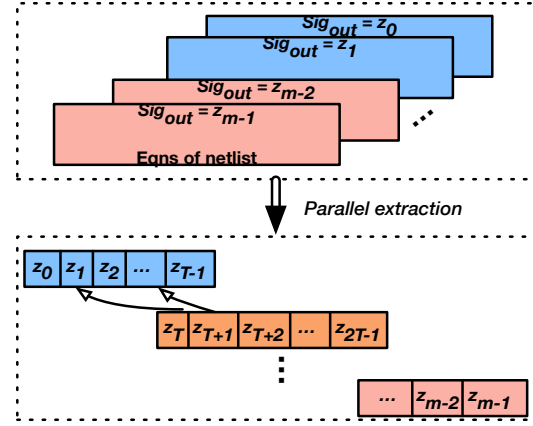 Sig_out = z_0
Sig_out = z_1
Sig_out = z_m-2
Sig_out = z_m-1
Eqns of netlist
Parallel extraction
z_0 z_1 z_2 ... z_T-1
z_T z_T+1 z_T+2 ... z_2T-1
... z_m-2 z_m-1